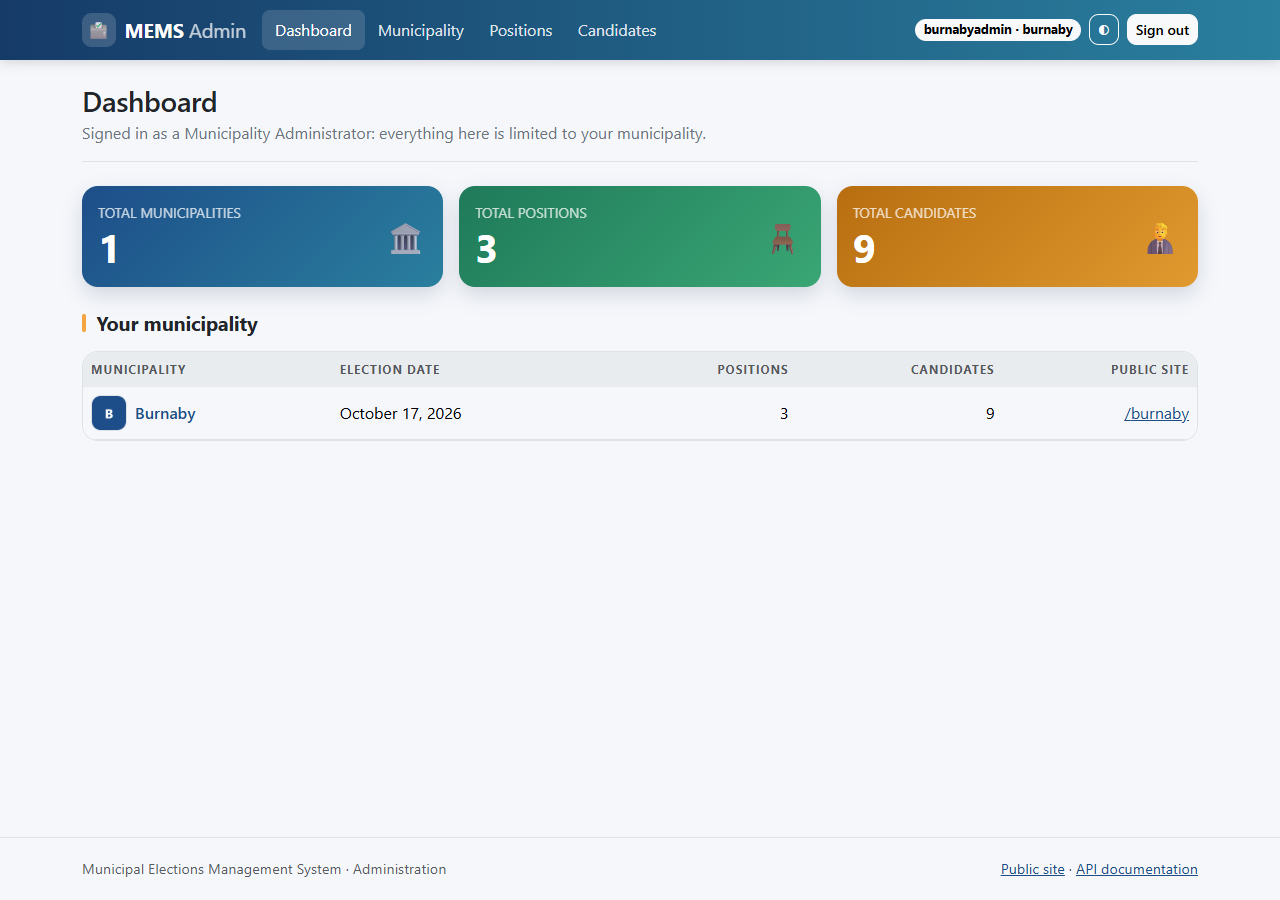 MEMS Admin Dashboard Municipality Positions Candidates burnabyadmin · burnaby Sign out
Dashboard
Signed in as a Municipality Administrator: everything here is limited to your municipality.
TOTAL MUNICIPALITIES
1
TOTAL POSITIONS
3
TOTAL CANDIDATES
9
Your municipality
MUNICIPALITY ELECTION DATE POSITIONS CANDIDATES PUBLIC SITE
B Burnaby October 17, 2026 3 9 /burnaby
Municipal Elections Management System · Administration Public site · API documentation